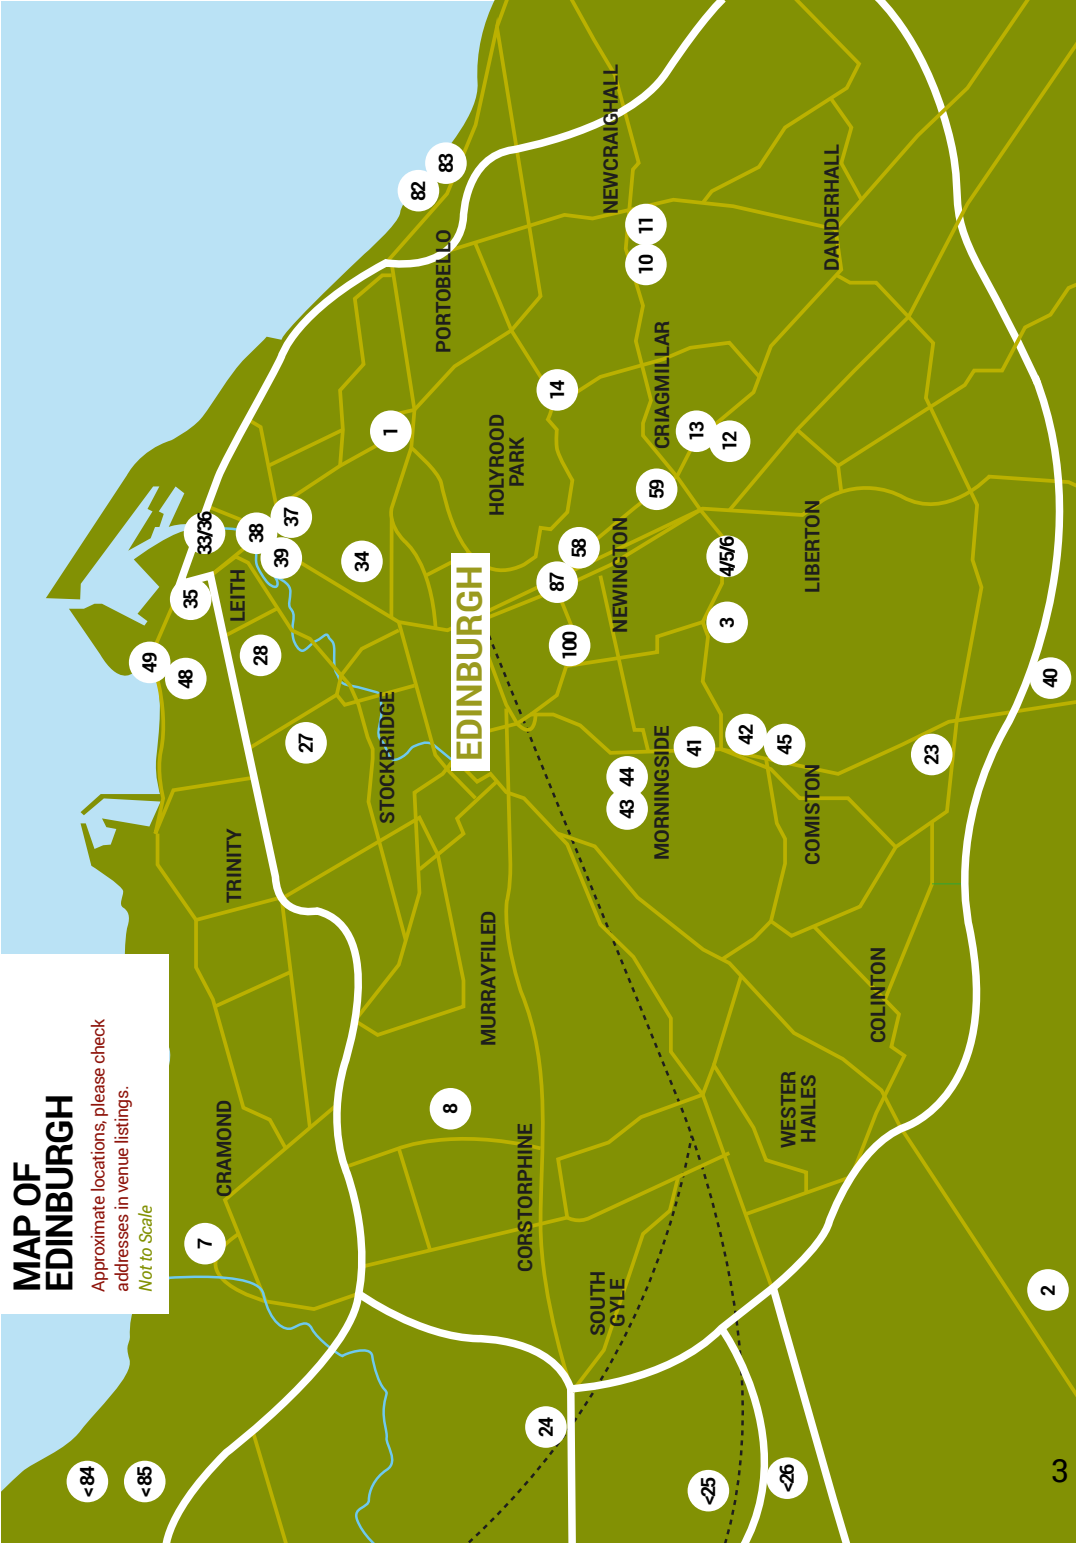 MAP OF
EDINBURGH
Approximate locations, please check
addresses in venue listings.
Not to Scale
<84
<85
7
CRAMOND
TRINITY
27
28
49
48
35
LEITH
33/36
38
39
37
34
1
82
83
PORTOBELLO
STOCKBRIDGE
EDINBURGH
HOLYROOD
PARK
14
8
MURRAYFILED
CORSTORPHINE
24
SOUTH
GYLE
100
87
58
NEWINGTON
59
10
11
NEWCRAIGHALL
CRIAGMILLAR
13
12
43
44
MORNINGSIDE
41
42
45
3
4/5/6
<25
<26
WESTER
HAILES
COMISTON
LIBERTON
DANDERHALL
COLINTON
23
40
2
3